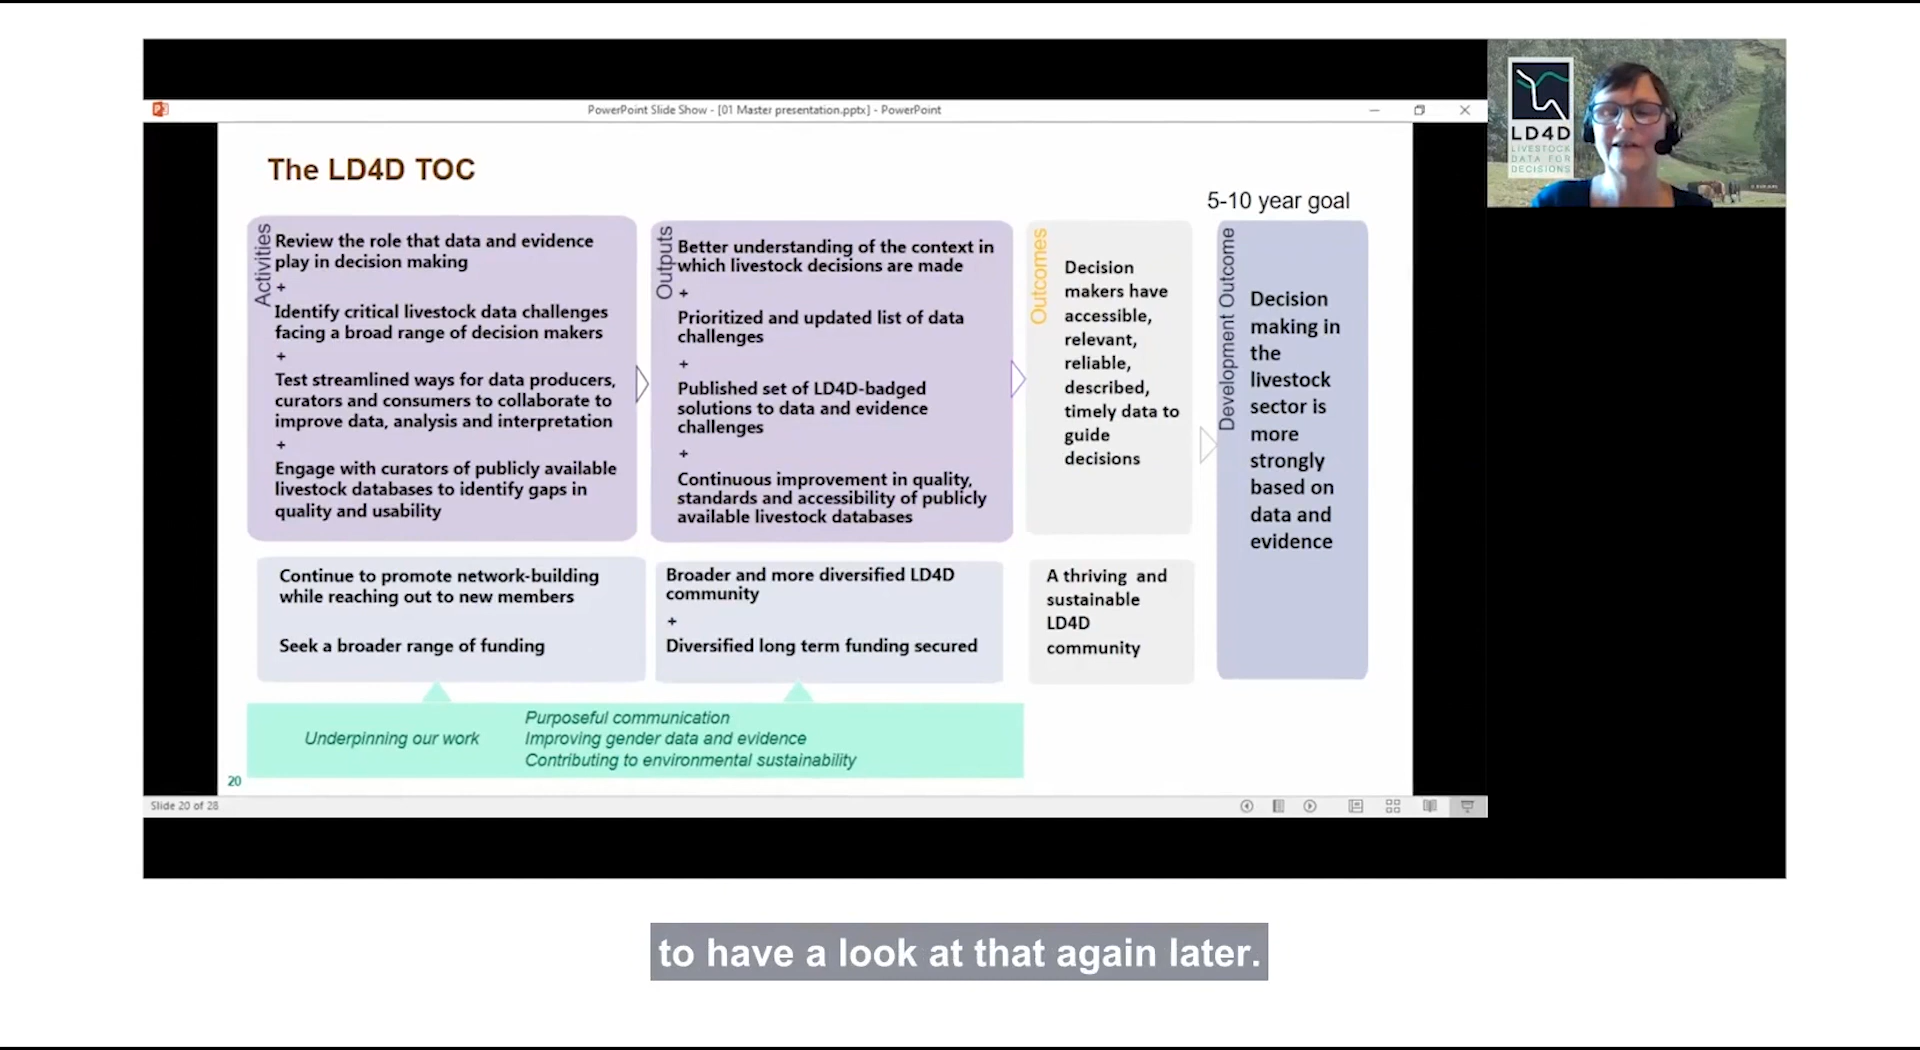 PowerPoint Slide Show - [01 Master presentation.pptx] - PowerPoint
The LD4D TOC
5-10 year goal
Activities
Review the role that data and evidence
play in decision making
+
Identify critical livestock data challenges
facing a broad range of decision makers
+
Test streamlined ways for data producers,
curators and consumers to collaborate to
improve data, analysis and interpretation
+
Engage with curators of publicly available
livestock databases to identify gaps in
quality and usability
Outputs
Better understanding of the context in
which livestock decisions are made
+
Prioritized and updated list of data
challenges
+
Published set of LD4D-badged
solutions to data and evidence
challenges
+
Continuous improvement in quality,
standards and accessibility of publicly
available livestock databases
Outcomes
Decision
makers have
accessible,
relevant,
reliable,
described,
timely data to
guide
decisions
Development Outcome
Decision
making in
the
livestock
sector is
more
strongly
based on
data and
evidence
Continue to promote network-building
while reaching out to new members
Seek a broader range of funding
Broader and more diversified LD4D
community
+
Diversified long term funding secured
A thriving and
sustainable
LD4D
community
Underpinning our work
Purposeful communication
Improving gender data and evidence
Contributing to environmental sustainability
20
Slide 20 of 28
LD4D
LIVESTOCK
DATA FOR
DECISIONS
to have a look at that again later.